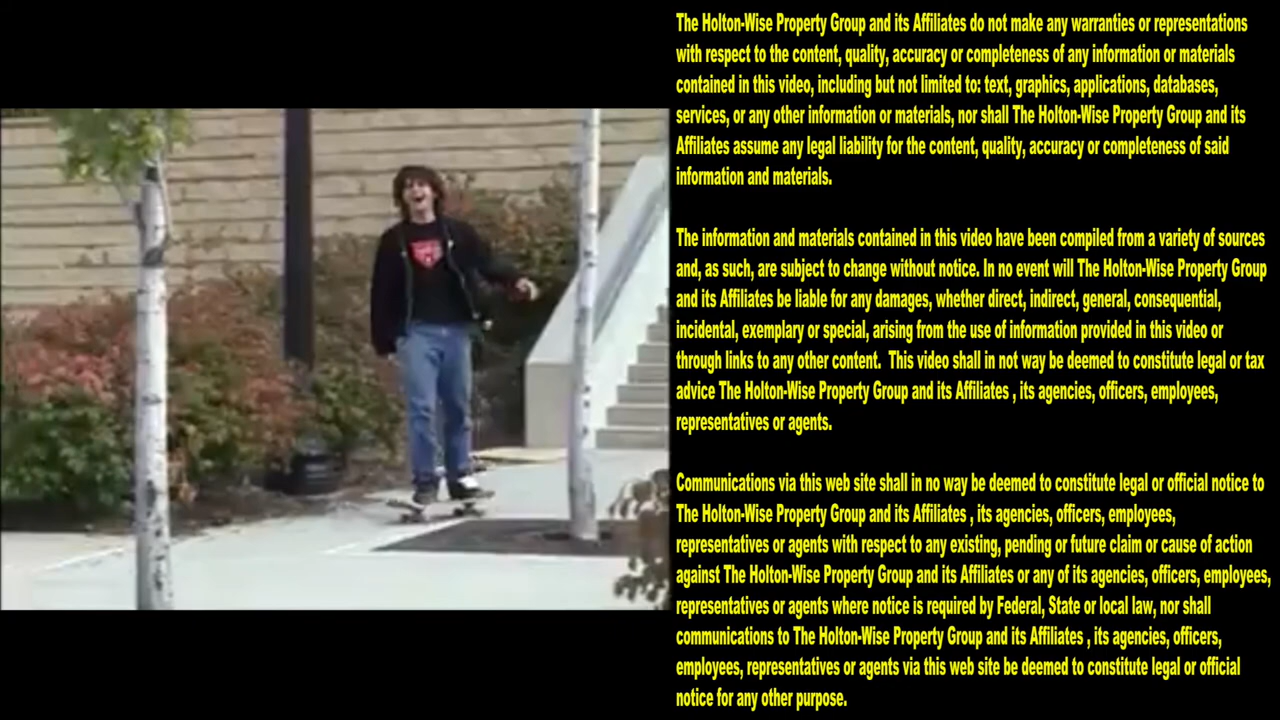 The Holton-Wise Property Group and its Affiliates do not make any warranties or representations
with respect to the content, quality, accuracy or completeness of any information or materials
contained in this video, including but not limited to: text, graphics, applications, databases,
services, or any other information or materials, nor shall The Holton-Wise Property Group and its
Affiliates assume any legal liability for the content, quality, accuracy or completeness of said
information and materials.
The information and materials contained in this video have been compiled from a variety of sources
and, as such, are subject to change without notice. In no event will The Holton-Wise Property Group
and its Affiliates be liable for any damages, whether direct, indirect, general, consequential,
incidental, exemplary or special, arising from the use of information provided in this video or
through links to any other content.  This video shall in not way be deemed to constitute legal or tax
advice The Holton-Wise Property Group and its Affiliates , its agencies, officers, employees,
representatives or agents.
Communications via this web site shall in no way be deemed to constitute legal or official notice to
The Holton-Wise Property Group and its Affiliates , its agencies, officers, employees,
representatives or agents with respect to any existing, pending or future claim or cause of action
against The Holton-Wise Property Group and its Affiliates or any of its agencies, officers, employees,
representatives or agents where notice is required by Federal, State or local law, nor shall
communications to The Holton-Wise Property Group and its Affiliates , its agencies, officers,
employees, representatives or agents via this web site be deemed to constitute legal or official
notice for any other purpose.